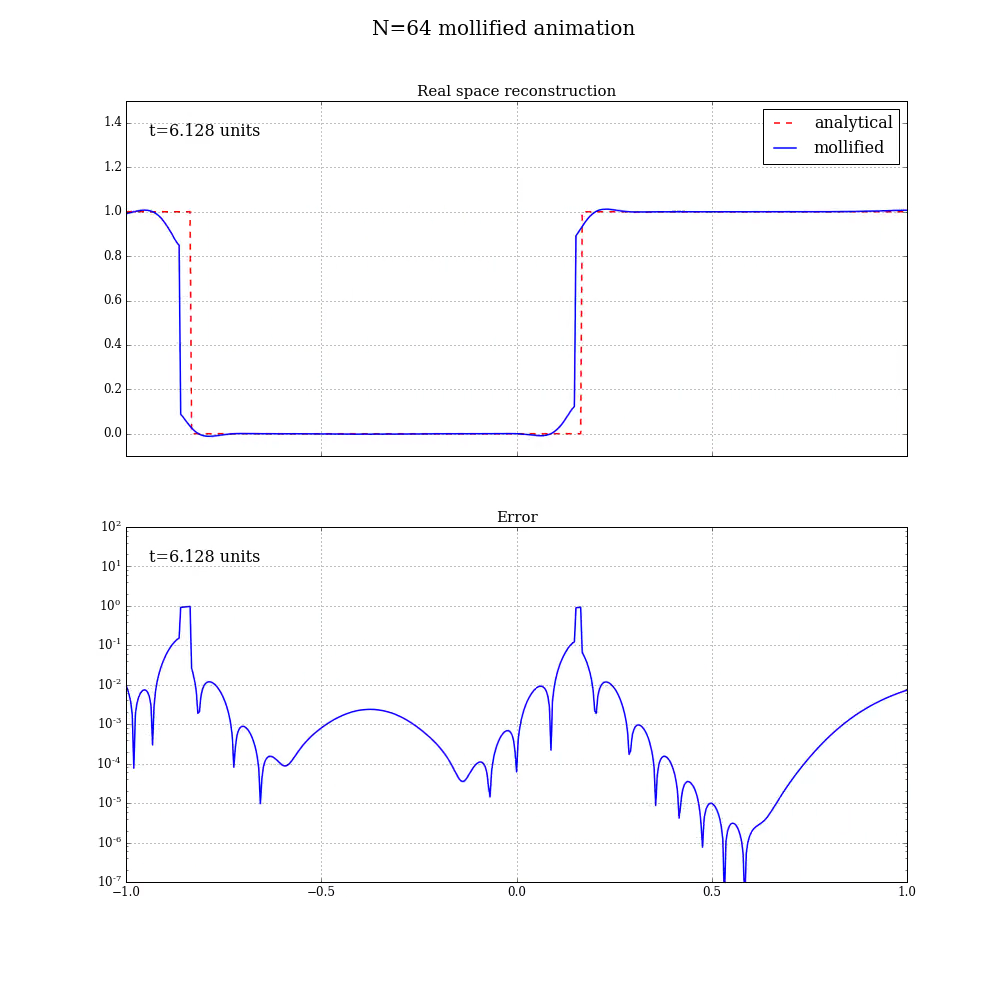 N=64 mollified animation
Real space reconstruction
t=6.128 units
analytical
mollified
1.4
1.2
1.0
0.8
0.6
0.4
0.2
0.0
Error
t=6.128 units
10²
10¹
10⁰
10⁻¹
10⁻²
10⁻³
10⁻⁴
10⁻⁵
10⁻⁶
10⁻⁷
−1.0 −0.5 0.0 0.5 1.0